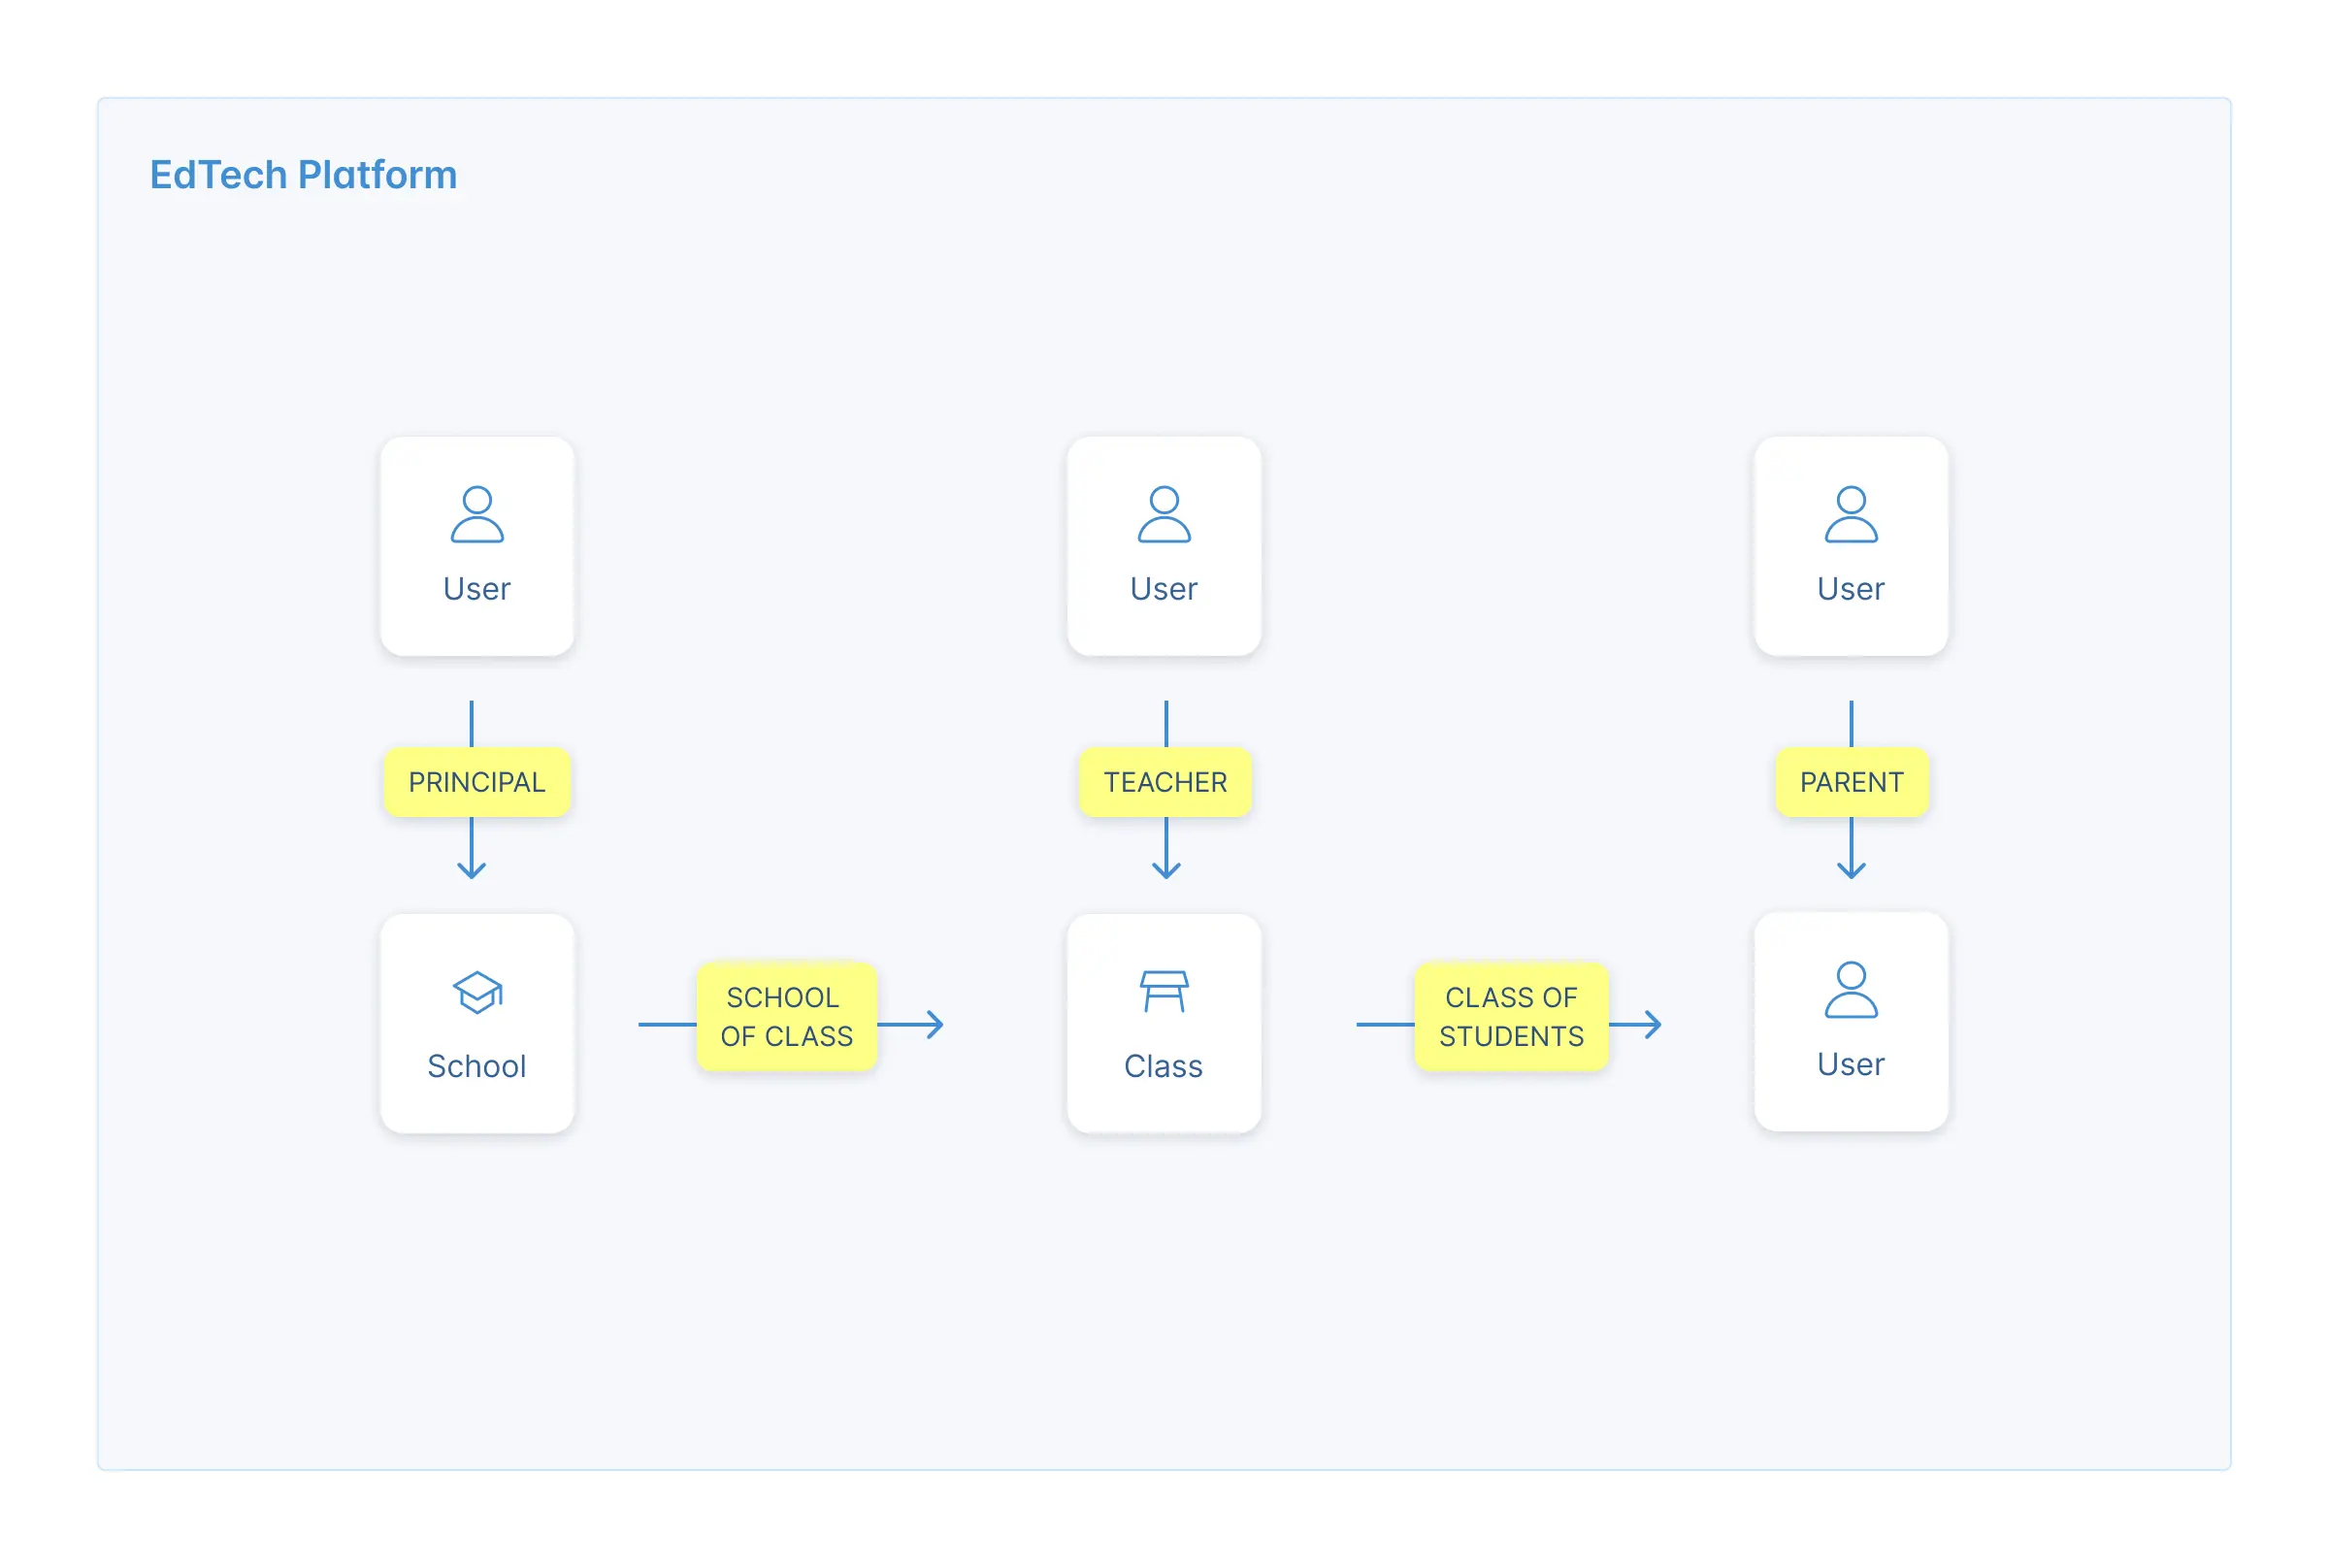 EdTech Platform
User
User
User
PRINCIPAL
TEACHER
PARENT
School
SCHOOL
OF CLASS
Class
CLASS OF
STUDENTS
User